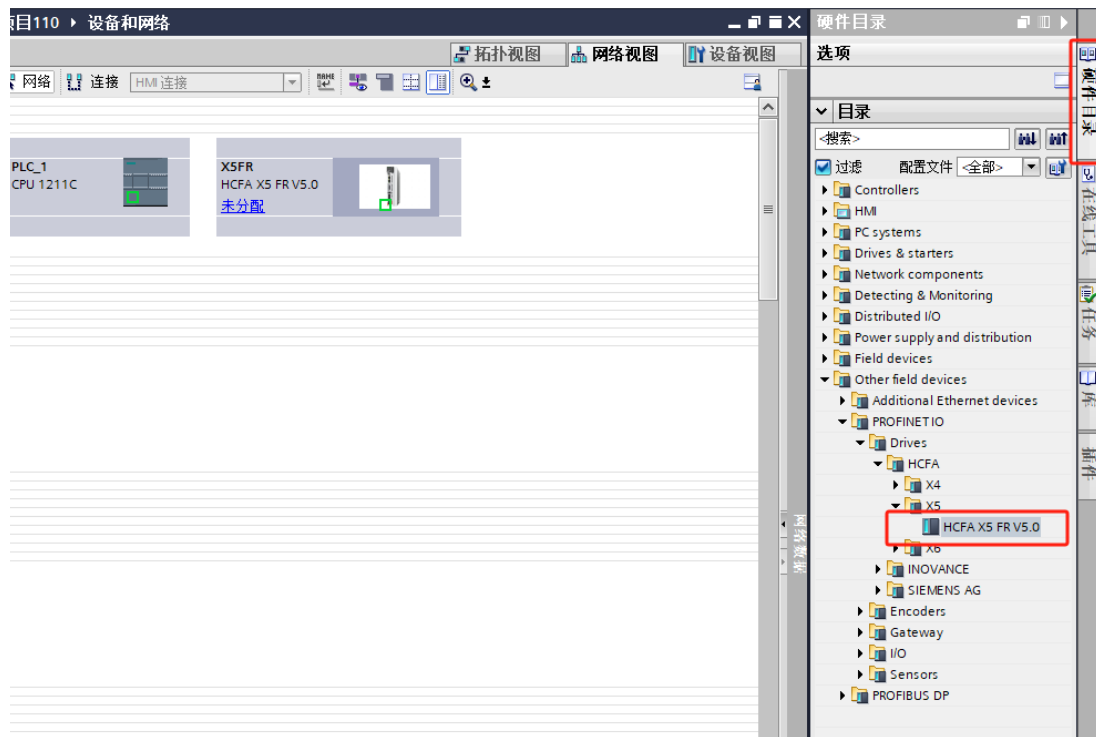 项目110 ▸ 设备和网络
拓扑视图 网络视图 设备视图
网络 连接 HMI 连接
PLC_1
CPU 1211C
X5FR
HCFA X5 FR V5.0
未分配
网络数据
硬件目录
选项
目录
<搜索>
过滤 配置文件 <全部>
Controllers
HMI
PC systems
Drives & starters
Network components
Detecting & Monitoring
Distributed I/O
Power supply and distribution
Field devices
Other field devices
Additional Ethernet devices
PROFINET IO
Drives
HCFA
X4
X5
HCFA X5 FR V5.0
X6
INOVANCE
SIEMENS AG
Encoders
Gateway
I/O
Sensors
PROFIBUS DP
硬件目录
在线工具
任务
库
插件